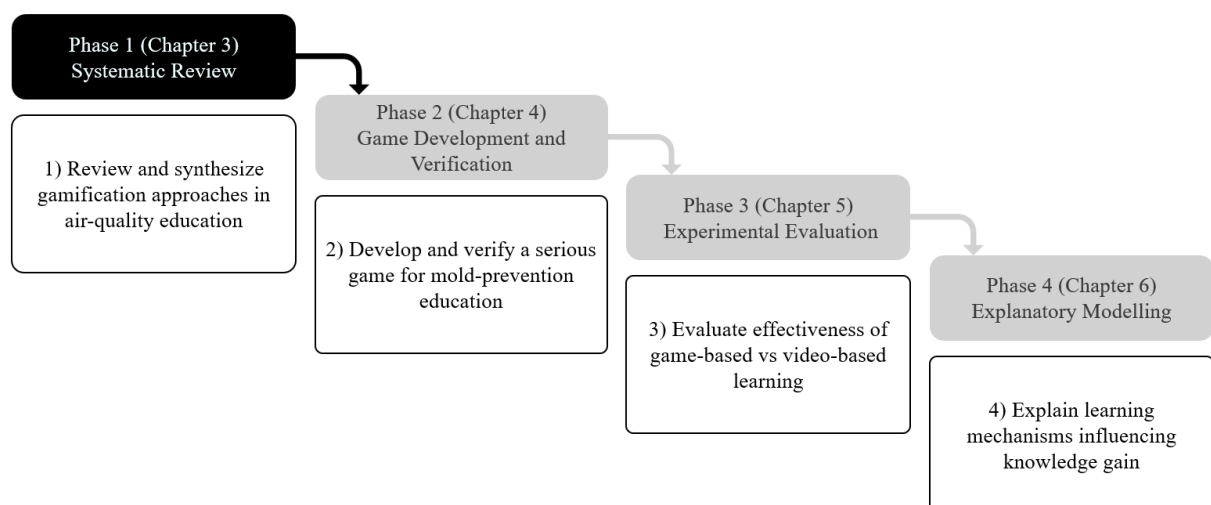 Phase 1 (Chapter 3)
Systematic Review
1) Review and synthesize
gamification approaches in
air-quality education
Phase 2 (Chapter 4)
Game Development and
Verification
2) Develop and verify a serious
game for mold-prevention
education
Phase 3 (Chapter 5)
Experimental Evaluation
3) Evaluate effectiveness of
game-based vs video-based
learning
Phase 4 (Chapter 6)
Explanatory Modelling
4) Explain learning
mechanisms influencing
knowledge gain